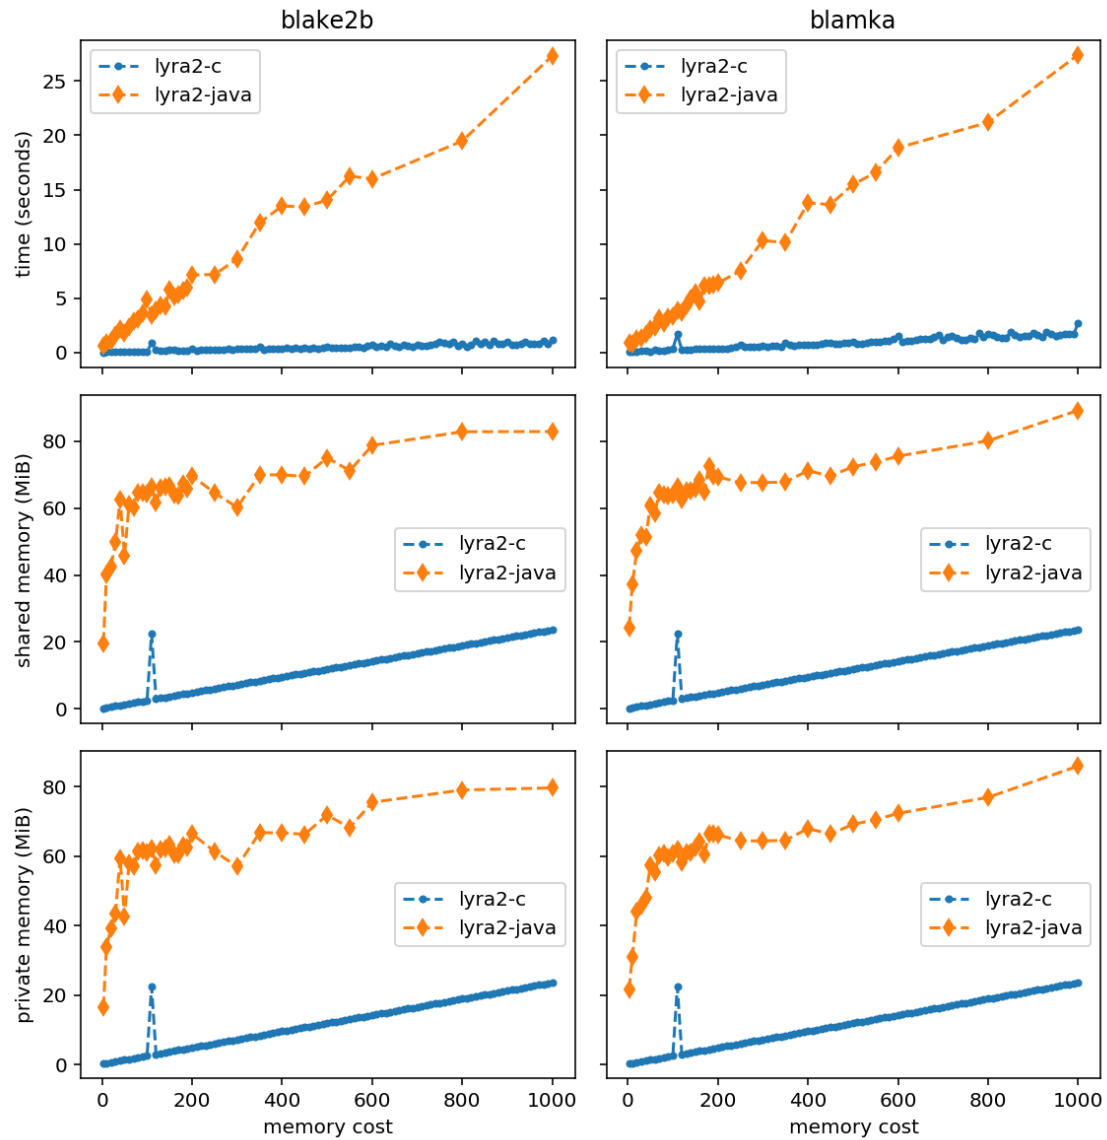 blake2b
blamka
time (seconds)
25
20
15
10
5
0
lyra2-c
lyra2-java
lyra2-c
lyra2-java
shared memory (MiB)
80
60
40
20
0
lyra2-c
lyra2-java
lyra2-c
lyra2-java
private memory (MiB)
80
60
40
20
0
lyra2-c
lyra2-java
lyra2-c
lyra2-java
0 200 400 600 800 1000
0 200 400 600 800 1000
memory cost
memory cost